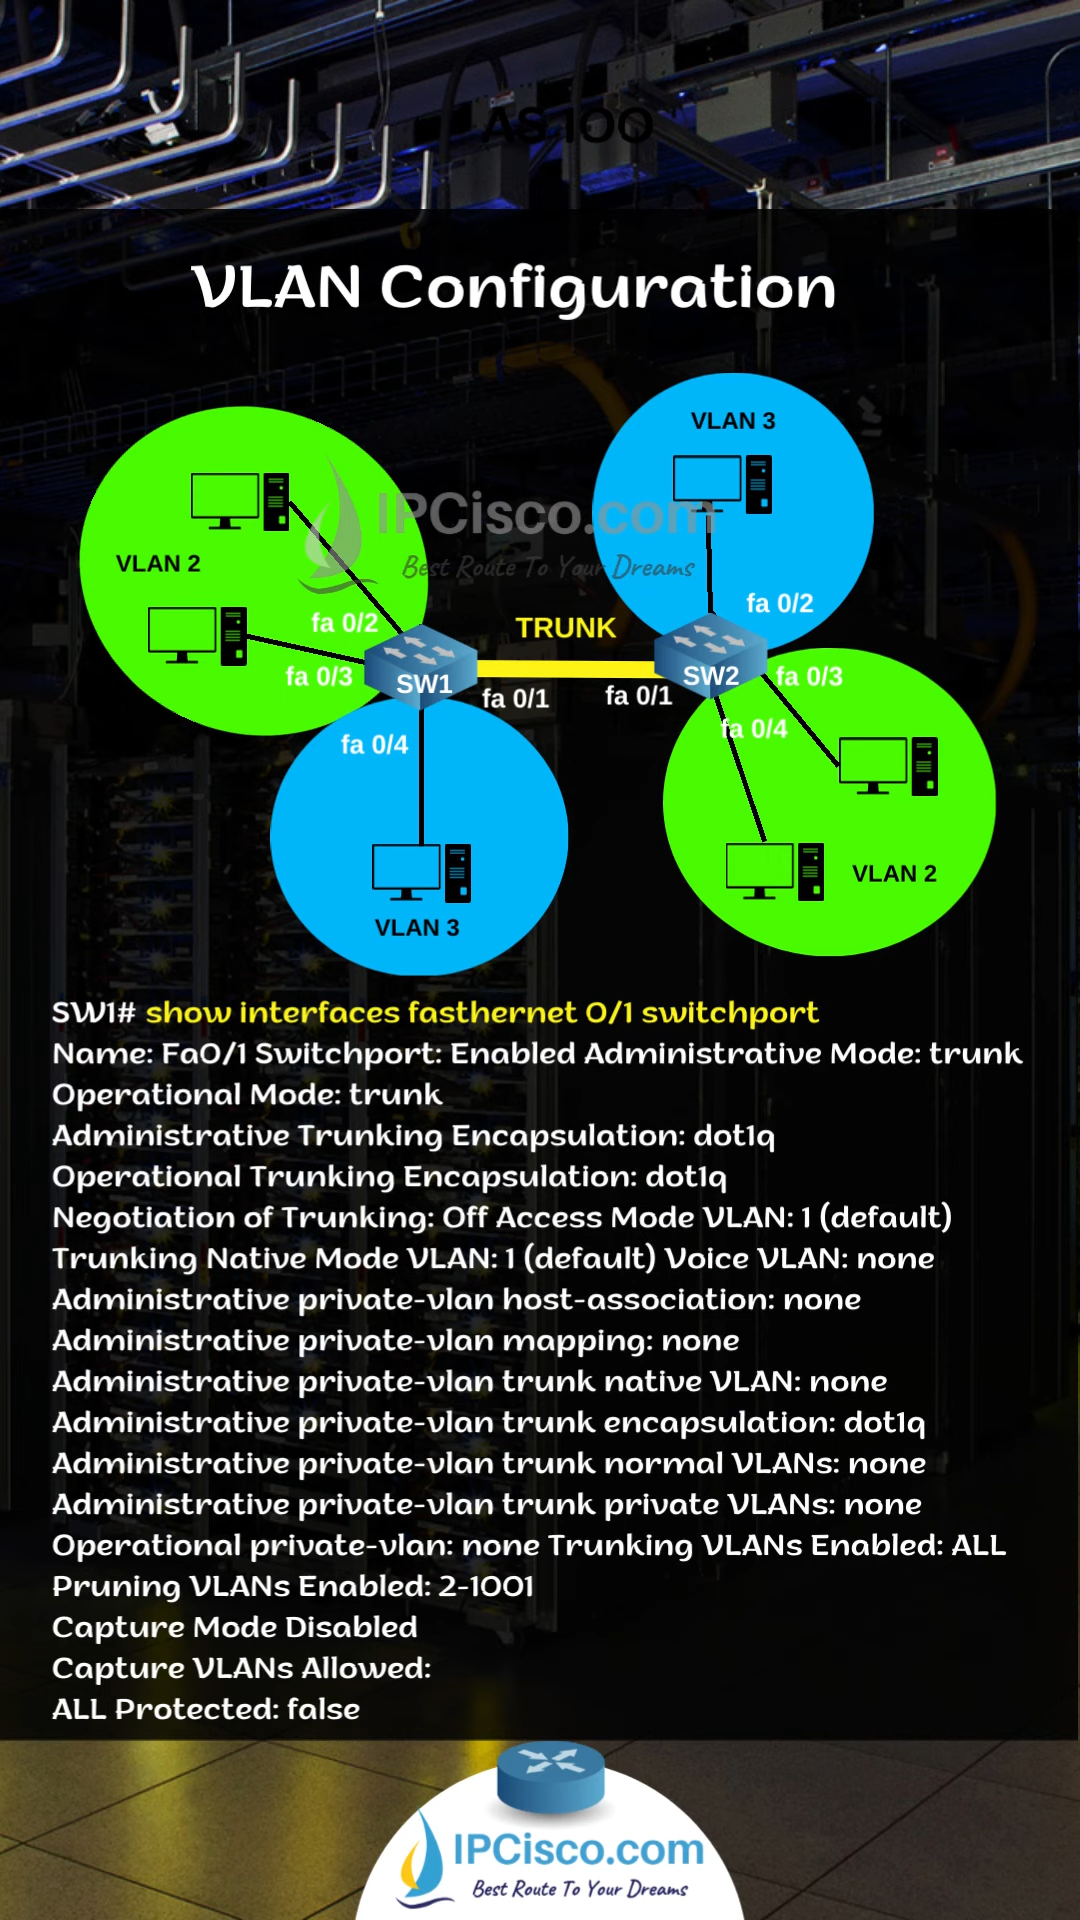 AS 100
VLAN Configuration
VLAN 3
IPCisco.com
Best Route To Your Dreams
VLAN 2
fa 0/2
fa 0/2
TRUNK
fa 0/3
SW1
SW2
fa 0/3
fa 0/1
fa 0/1
fa 0/4
fa 0/4
VLAN 2
VLAN 3
SW1# show interfaces fasthernet 0/1 switchport
Name: Fa0/1 Switchport: Enabled Administrative Mode: trunk
Operational Mode: trunk
Administrative Trunking Encapsulation: dot1q
Operational Trunking Encapsulation: dot1q
Negotiation of Trunking: Off Access Mode VLAN: 1 (default)
Trunking Native Mode VLAN: 1 (default) Voice VLAN: none
Administrative private-vlan host-association: none
Administrative private-vlan mapping: none
Administrative private-vlan trunk native VLAN: none
Administrative private-vlan trunk encapsulation: dot1q
Administrative private-vlan trunk normal VLANs: none
Administrative private-vlan trunk private VLANs: none
Operational private-vlan: none Trunking VLANs Enabled: ALL
Pruning VLANs Enabled: 2-1001
Capture Mode Disabled
Capture VLANs Allowed:
ALL Protected: false
IPCisco.com
Best Route To Your Dreams